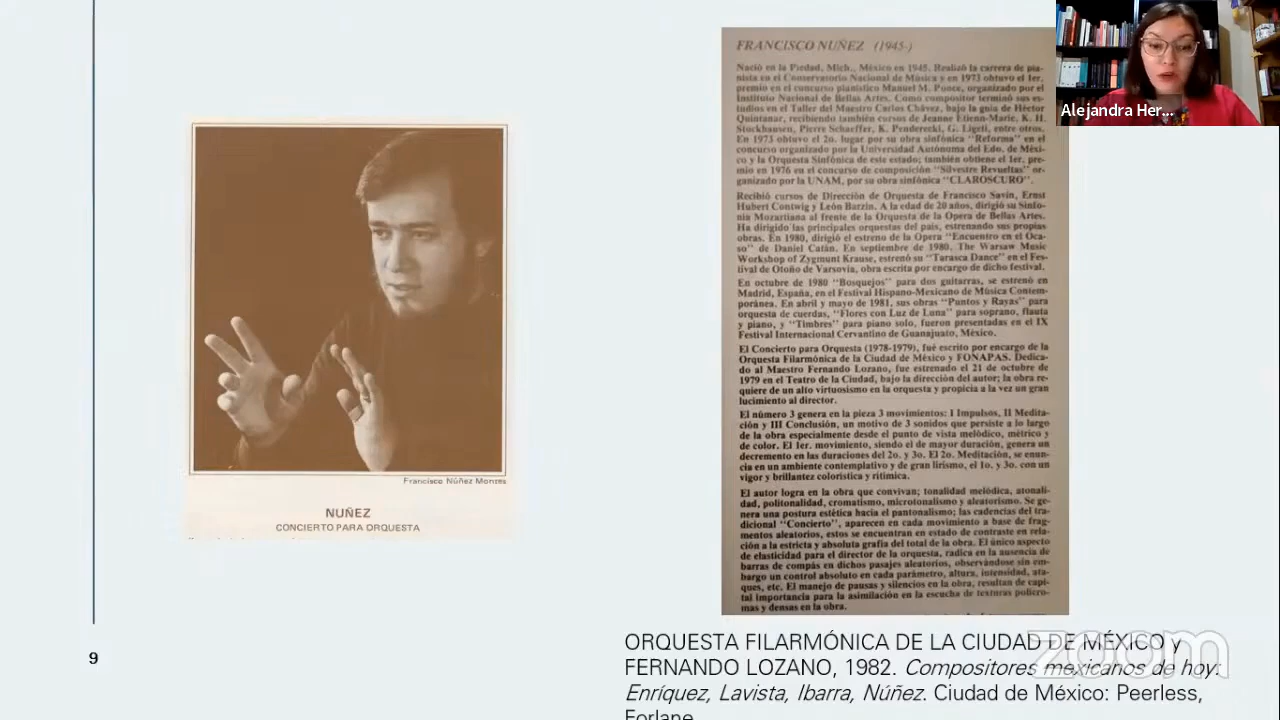 FRANCISCO NUÑEZ (1945-)
Nació en la Piedad, Mich., México en 1945. Realizó la carrera de pia-
nista en el Conservatorio Nacional de Música y en 1973 obtuvo el 1er.
premio en el concurso pianístico Manuel M. Ponce, organizado por el
Instituto Nacional de Bellas Artes. Como compositor terminó sus es-
tudios en el Taller del Maestro Carlos Chávez, bajo la guía de Héctor
Quintanar, recibiendo también cursos de Jeanne Etienn-Marie, K. H.
Stockhansen, Pierre Schaeffer, K. Penderecki, G. Ligeti, entre otros.
En 1973 obtuvo el 2o. lugar por su obra sinfónica "Reforma" en el
concurso organizado por la Universidad Autónoma del Edo. de Méxi-
co y la Orquesta Sinfónica de este estado; también obtiene el 1er. pre-
mio en 1976 en el concurso de composición "Silvestre Revueltas" or-
ganizado por la UNAM, por su obra sinfónica "CLAROSCURO".
Recibió cursos de Dirección de Orquesta de Francisco Savín, Ernst
Hubert Contwig y León Barzin. A la edad de 20 años, dirigió su Sinfo-
nía Mozartiana al frente de la Orquesta de la Opera de Bellas Artes.
Ha dirigido las principales orquestas del país, estrenando sus propias
obras. En 1980, dirigió el estreno de la Opera "Encuentro en el Oca-
so" de Daniel Catán. En septiembre de 1980, The Warsaw Music
Workshop of Zygmunt Krause, estrenó su "Tarasca Dance" en el Fes-
tival de Otoño de Varsovia, obra escrita por encargo de dicho festival.
En octubre de 1980 "Bosquejos" para dos guitarras, se estrenó en
Madrid, España, en el Festival Hispano-Mexicano de Música Contem-
poránea. En abril y mayo de 1981, sus obras "Puntos y Rayas" para
orquesta de cuerdas, "Flores con Luz de Luna" para soprano, flauta
y piano, y "Timbres" para piano solo, fueron presentadas en el IX
Festival Internacional Cervantino de Guanajuato, México.
El Concierto para Orquesta (1978-1979), fué escrito por encargo de la
Orquesta Filarmónica de la Ciudad de México y FONAPAS. Dedica-
do al Maestro Fernando Lozano, fue estrenado el 21 de octubre de
1979 en el Teatro de la Ciudad, bajo la dirección del autor; la obra re-
quiere de un alto virtuosismo en la orquesta y propicia a la vez un gran
lucimiento al director.
El número 3 genera en la pieza 3 movimientos: I Impulsos, II Medita-
ción y III Conclusión, un motivo de 3 sonidos que persiste a lo largo
de la obra especialmente desde el punto de vista melódico, métrico y
de color. El 1er. movimiento, siendo el de mayor duración, genera un
decremento en las duraciones del 2o. y 3o. El 2o. Meditación, se enun-
cia en un ambiente contemplativo y de gran lirismo, el 1o. y 3o. con un
vigor y brillantez colorística y rítmica.
El autor logra en la obra que convivan; tonalidad melódica, atonali-
dad, politonalidad, cromatismo, microtonalismo y aleatorismo. Se ge-
nera una postura estética hacia el pantonalismo; las cadencias del tra-
dicional "Concierto", aparecen en cada movimiento a base de frag-
mentos aleatorios, estos se encuentran en estado de contraste en rela-
ción a la estricta y absoluta grafía del total de la obra. El único aspecto
de elasticidad para el director de la orquesta, radica en la ausencia de
barras de compás en dichos pasajes aleatorios, observándose sin em-
bargo un control absoluto en cada parámetro, altura, intensidad, ata-
ques, etc. El manejo de pausas y silencios en la obra, resultan de capi-
tal importancia para la asimilación en la escucha de texturas polícro-
mas y densas en la obra.
Alejandra Her...
Francisco Núñez Montes
NUÑEZ
CONCIERTO PARA ORQUESTA
ORQUESTA FILARMÓNICA DE LA CIUDAD DE MÉXICO y
FERNANDO LOZANO, 1982. Compositores mexicanos de hoy:
Enríquez, Lavista, Ibarra, Núñez. Ciudad de México: Peerless,
Forlane
zoom
9